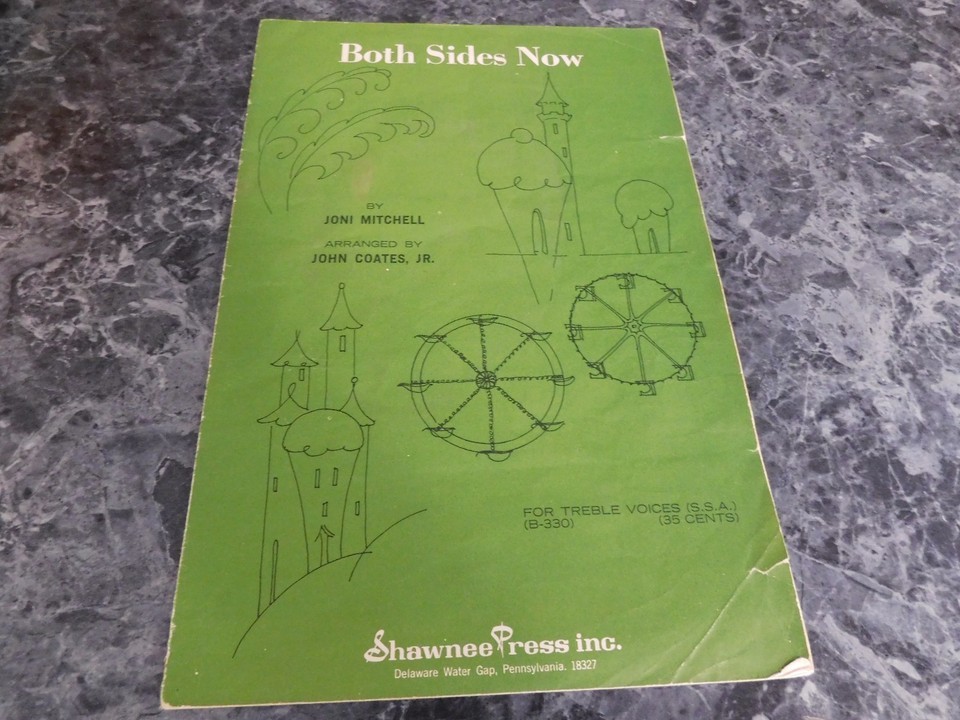 Both Sides Now
BY
JONI MITCHELL
ARRANGED BY
JOHN COATES, JR.
FOR TREBLE VOICES (S.S.A.)
(B-330) (35 CENTS)
Shawnee Press inc.
Delaware Water Gap, Pennsylvania. 18327